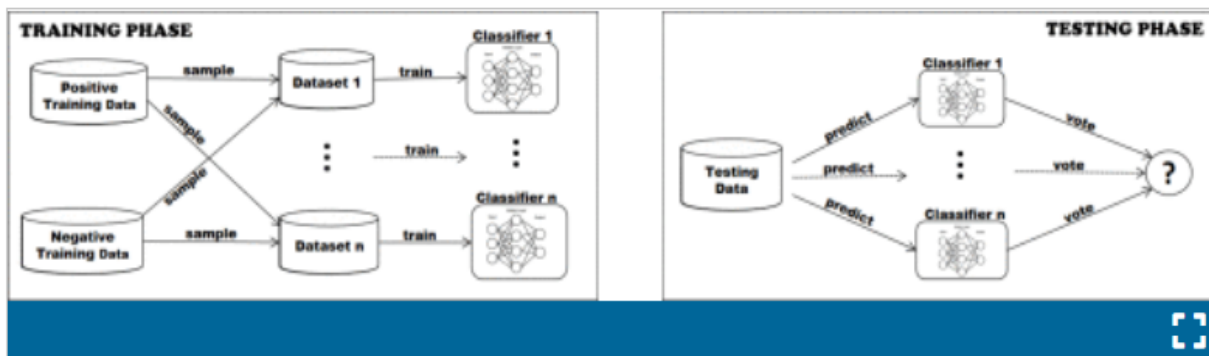 TRAINING PHASE
Classifier 1
sample
train
Positive
Training Data
Dataset 1
sample
train
sample
Classifier n
Negative
Training Data
sample
Dataset n
train
TESTING PHASE
Classifier 1
predict
vote
Testing
Data
predict
vote
?
predict
Classifier n
vote